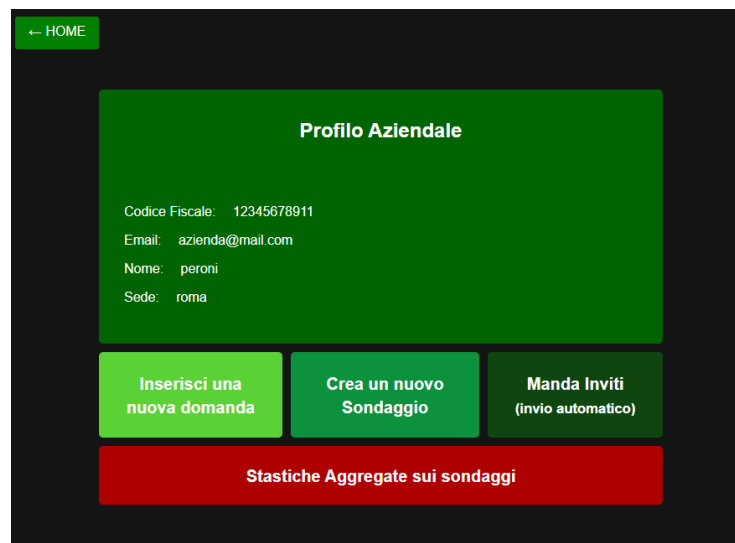 ← HOME
Profilo Aziendale
Codice Fiscale: 12345678911
Email: azienda@mail.com
Nome: peroni
Sede: roma
Inserisci una
nuova domanda
Crea un nuovo
Sondaggio
Manda Inviti
(invio automatico)
Stastiche Aggregate sui sondaggi